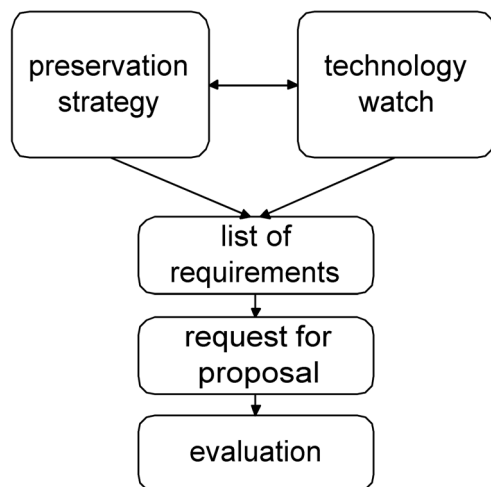 preservation
strategy
technology
watch
list of
requirements
request for
proposal
evaluation